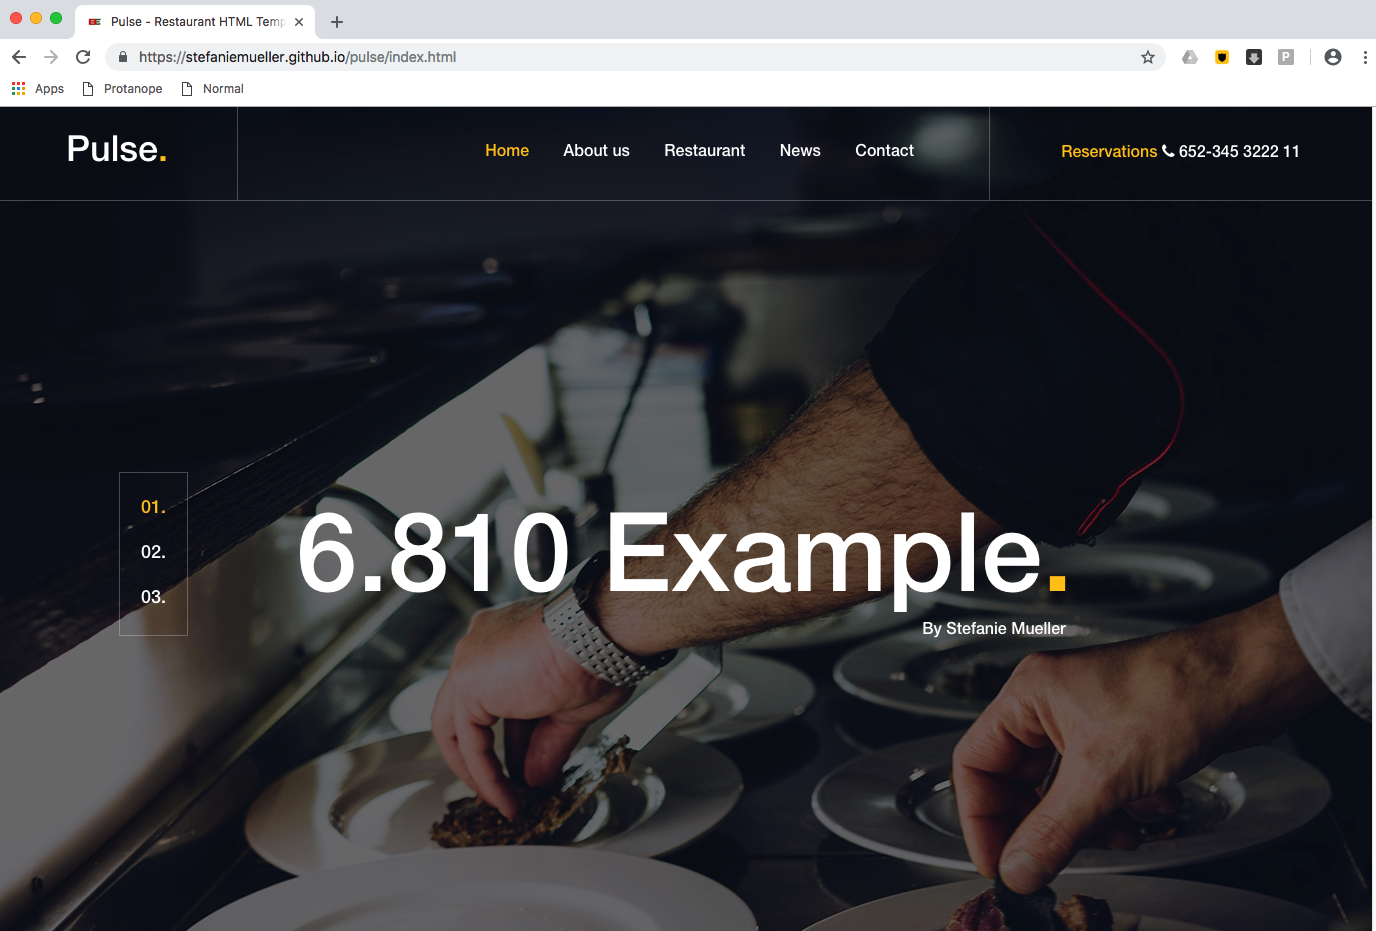 Pulse - Restaurant HTML Temp
https://stefaniemueller.github.io/pulse/index.html
P
Apps Protanope Normal
Pulse.
Home About us Restaurant News Contact
Reservations 652-345 3222 11
01.
02.
03.
6.810 Example.
By Stefanie Mueller